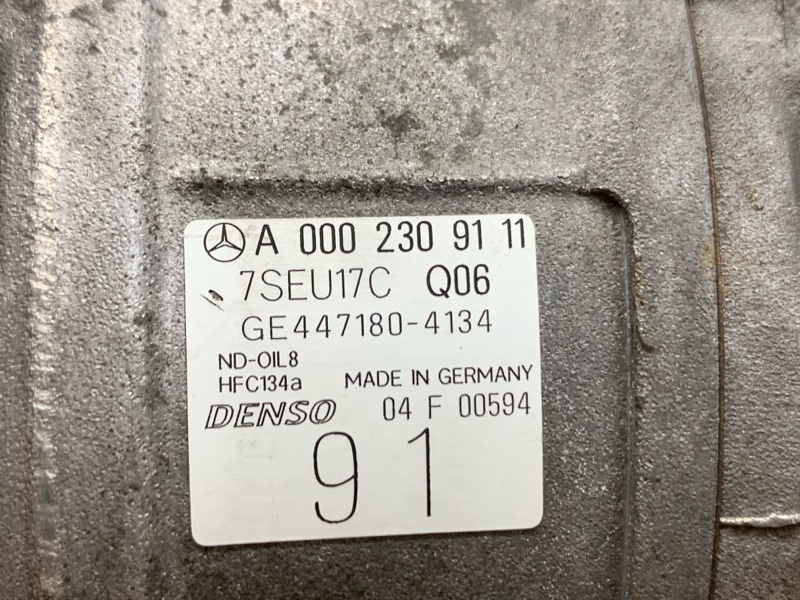 A 000 230 91 11
7SEU17C Q06
GE447180-4134
ND-OIL8
HFC134a MADE IN GERMANY
DENSO 04 F 00594
91